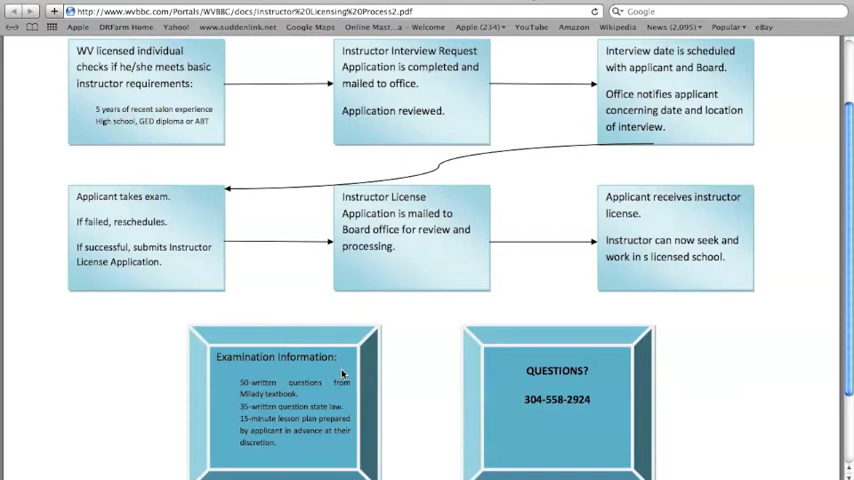 http://www.wvbbc.com/Portals/WVBBC/docs/Instructor%20Licensing%20Process2.pdf
Google
Apple DRFarm Home Yahoo! www.suddenlink.net Google Maps Online Mast...a – Welcome Apple (234) YouTube Amazon Wikipedia News (2,095) Popular eBay
WV licensed individual
checks if he/she meets basic
instructor requirements:
5 years of recent salon experience
High school, GED diploma or ABT
Instructor Interview Request
Application is completed and
mailed to office.
Application reviewed.
Interview date is scheduled
with applicant and Board.
Office notifies applicant
concerning date and location
of interview.
Applicant takes exam.
If failed, reschedules.
If successful, submits Instructor
License Application.
Instructor License
Application is mailed to
Board office for review and
processing.
Applicant receives instructor
license.
Instructor can now seek and
work in s licensed school.
Examination Information:
50-written questions from
Milady textbook.
35-written question state law.
15-minute lesson plan prepared
by applicant in advance at their
discretion.
QUESTIONS?
304-558-2924